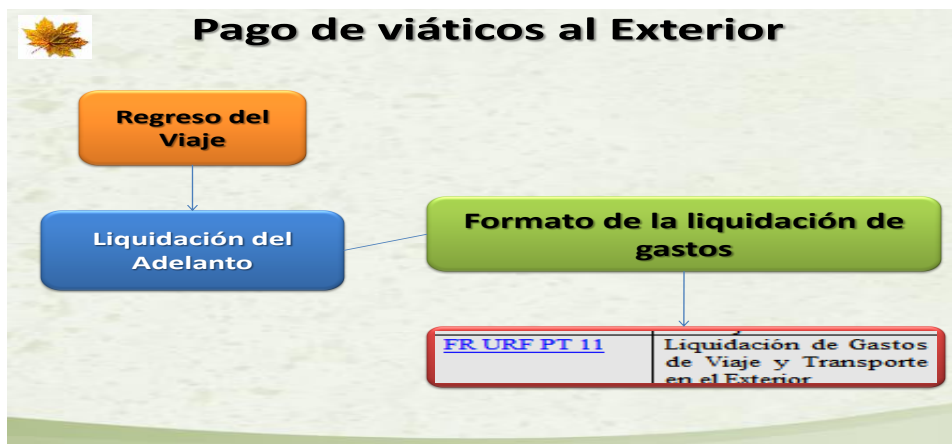 Pago de viáticos al Exterior
Regreso del
Viaje
Liquidación del
Adelanto
Formato de la liquidación de
gastos
FR URF PT 11
Liquidación de Gastos
de Viaje y Transporte
en el Exterior